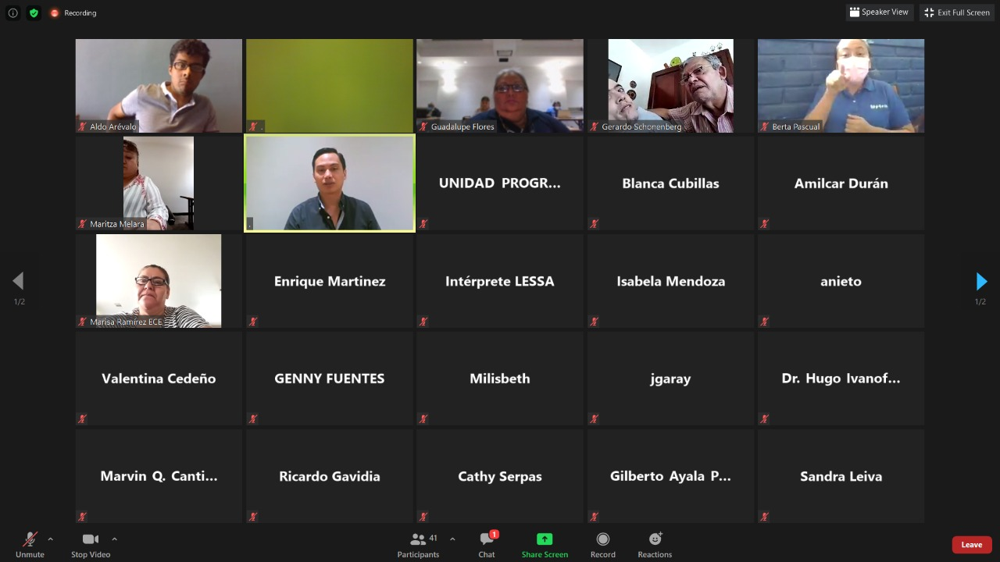 Recording
Speaker View
Exit Full Screen
Aldo Arévalo
.
Guadalupe Flores
Gerardo Schonenberg
Berta Pascual
Maritza Melara
.
UNIDAD PROGR...
Blanca Cubillas
Amilcar Durán
Marisa Ramírez ECE
Enrique Martinez
Intérprete LESSA
Isabela Mendoza
anieto
1/2
1/2
Valentina Cedeño
GENNY FUENTES
Milisbeth
jgaray
Dr. Hugo Ivanof...
Marvin Q. Canti...
Ricardo Gavidia
Cathy Serpas
Gilberto Ayala P...
Sandra Leiva
Unmute
Stop Video
41
Participants
1
Chat
Share Screen
Record
Reactions
Leave